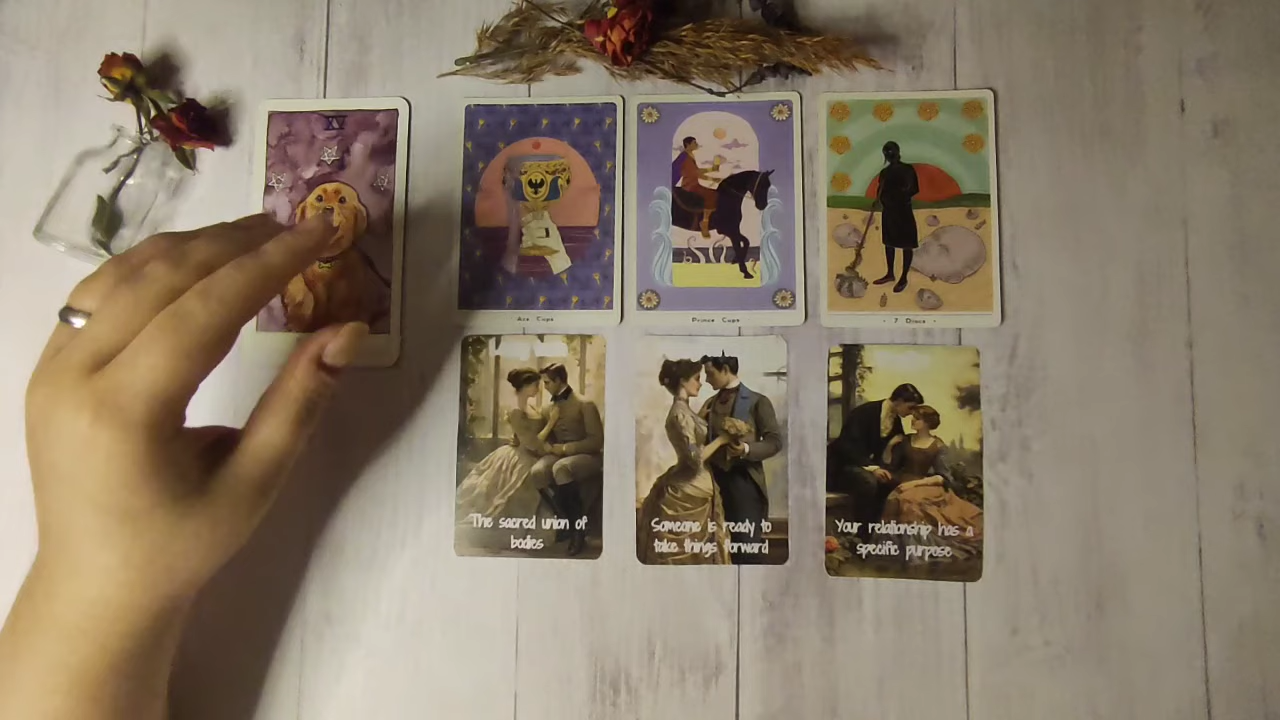 XV
Ace Cups
Prince Cups
7 Discs
The sacred union of
bodies
Someone is ready to
take things forward
Your relationship has a
specific purpose